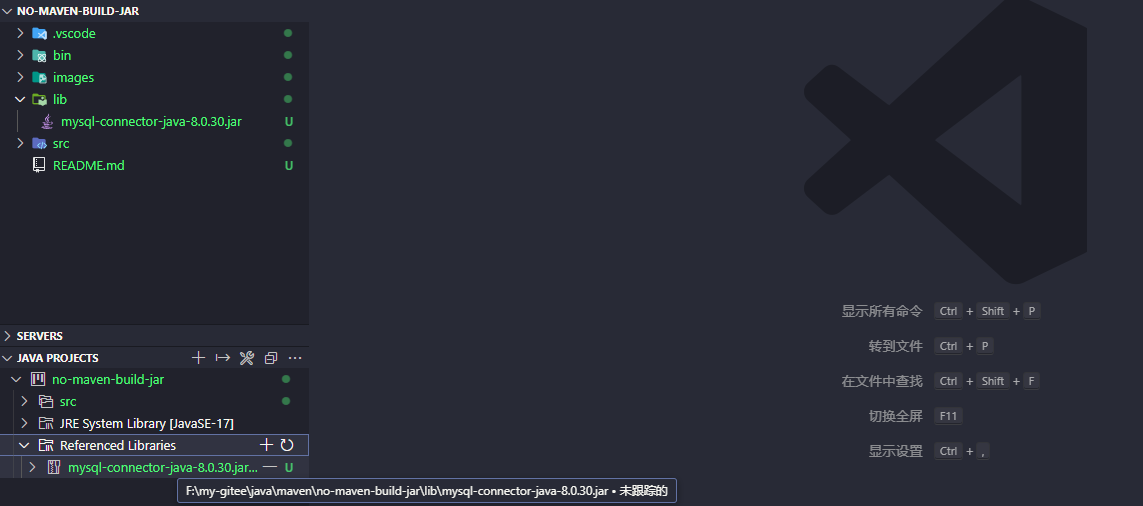 NO-MAVEN-BUILD-JAR
.vscode
bin
images
lib
mysql-connector-java-8.0.30.jar U
src
README.md U
SERVERS
JAVA PROJECTS
no-maven-build-jar
src
JRE System Library [JavaSE-17]
Referenced Libraries
mysql-connector-java-8.0.30.jar... U
F:\my-gitee\java\maven\no-maven-build-jar\lib\mysql-connector-java-8.0.30.jar • 未跟踪的
显示所有命令 Ctrl + Shift + P
转到文件 Ctrl + P
在文件中查找 Ctrl + Shift + F
切换全屏 F11
显示设置 Ctrl + ,